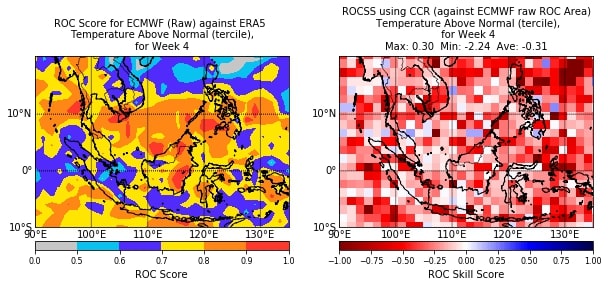 ROC Score for ECMWF (Raw) against ERA5
Temperature Above Normal (tercile),
for Week 4
10°N
0°
10°S
90°E 100°E 110°E 120°E 130°E
0.0 0.5 0.6 0.7 0.8 0.9 1.0
ROC Score
ROCSS using CCR (against ECMWF raw ROC Area)
Temperature Above Normal (tercile),
for Week 4
Max: 0.30 Min: -2.24 Ave: -0.31
10°N
0°
10°S
90°E 100°E 110°E 120°E 130°E
−1.00 −0.75 −0.50 −0.25 0.00 0.25 0.50 0.75 1.00
ROC Skill Score